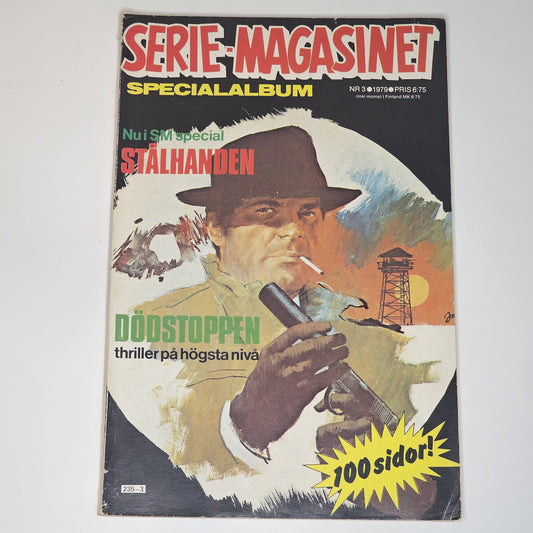 SERIE-MAGASINET
SPECIALALBUM
NR 3●1979●PRIS 6:75
(inkl moms) I Finland MK 6:75
Nu i SM special
STÅLHANDEN
DÖDSTOPPEN
thriller på högsta nivå
100 sidor!
235-3